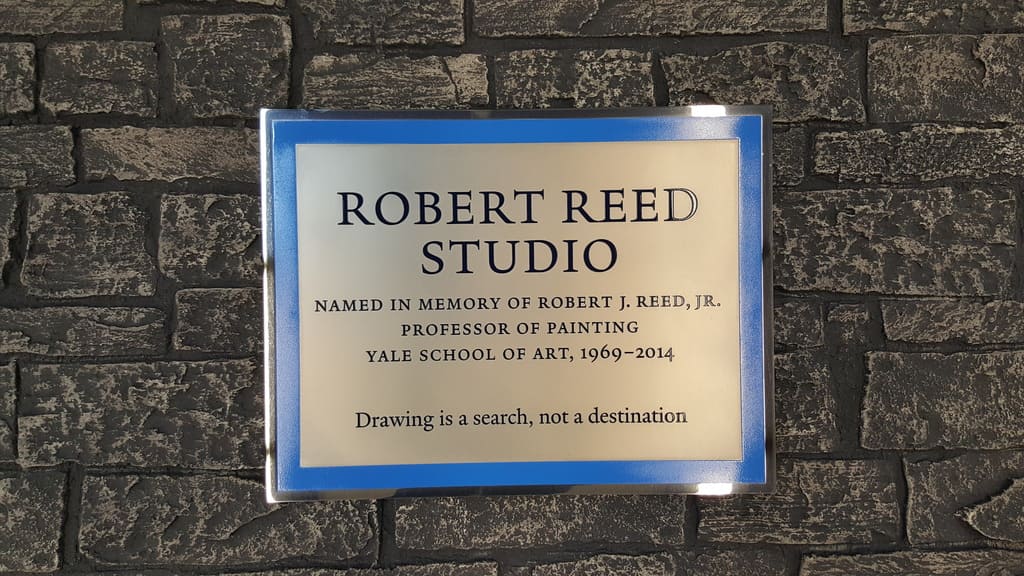 ROBERT REED
STUDIO
NAMED IN MEMORY OF ROBERT J. REED, JR.
PROFESSOR OF PAINTING
YALE SCHOOL OF ART, 1969–2014
Drawing is a search, not a destination